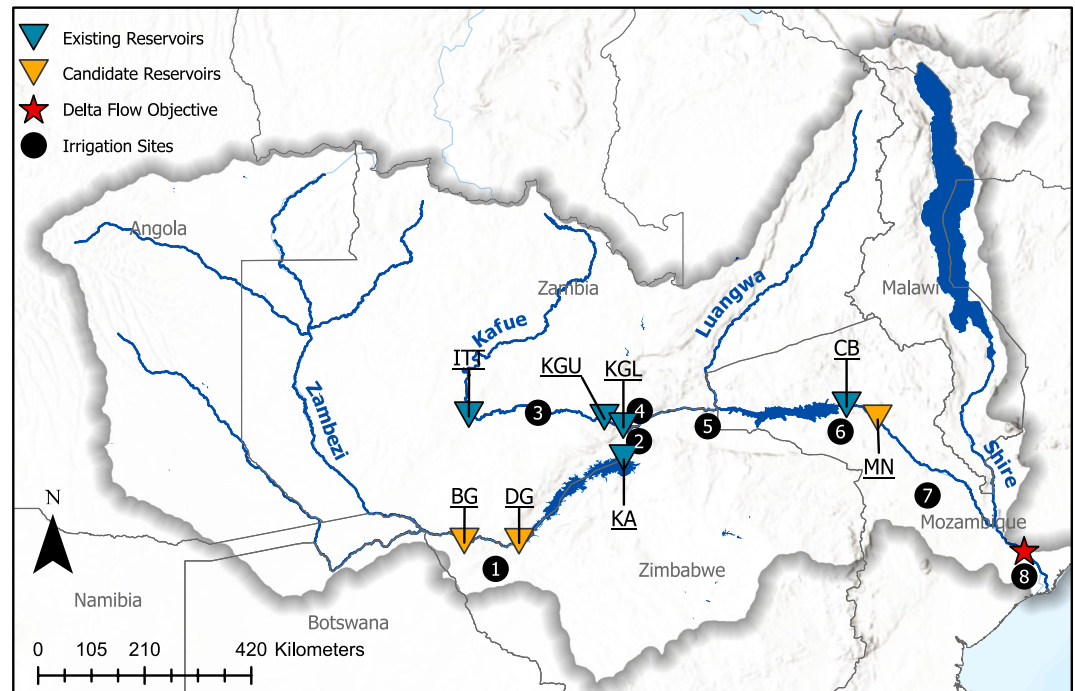 Existing Reservoirs
Candidate Reservoirs
Delta Flow Objective
Irrigation Sites
Angola
Zambia
Luangwa
Malawi
Kafue
ITT
KGU
KGL
CB
Zambezi
3
4
5
6
2
MN
Shire
BG
DG
KA
7
Mozambique
N
1
Zimbabwe
8
Namibia
Botswana
0 105 210 420 Kilometers